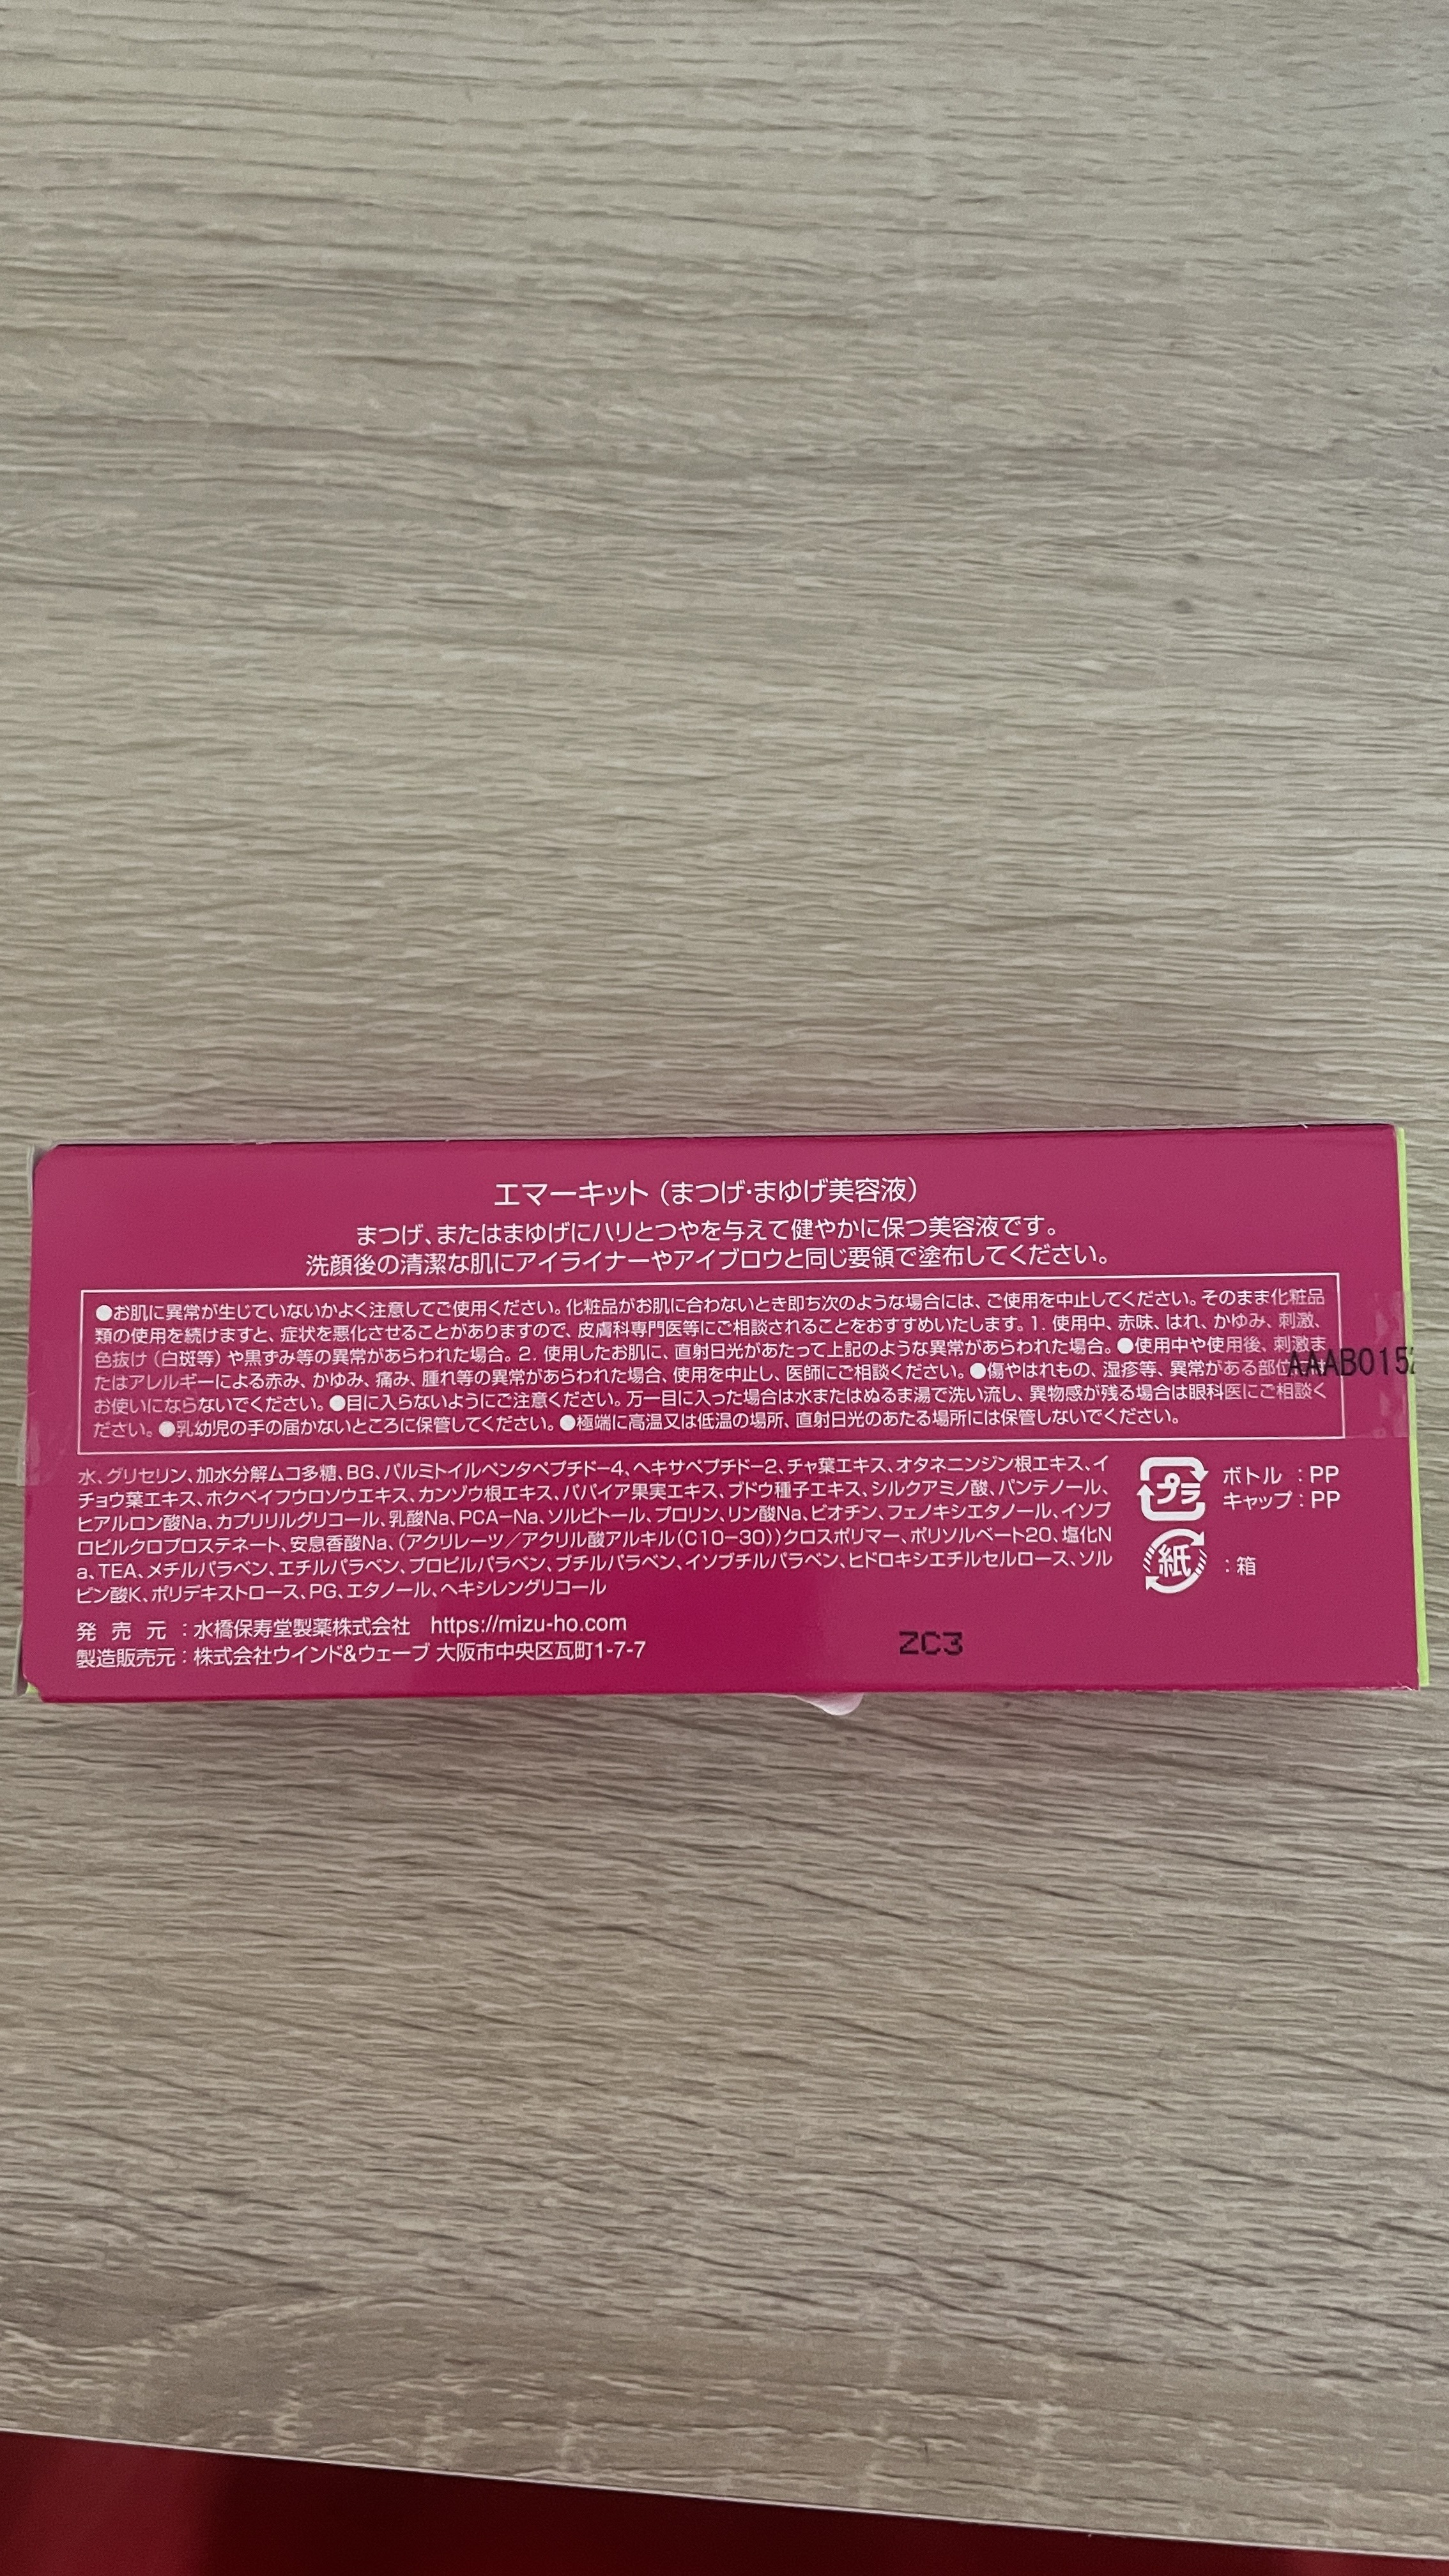 エマーキット（まつげ・まゆげ美容液）
まつげ、またはまゆげにハリとつやを与えて健やかに保つ美容液です。
洗顔後の清潔な肌にアイライナーやアイブロウと同じ要領で塗布してください。
●お肌に異常が生じていないかよく注意してご使用ください。化粧品がお肌に合わないとき即ち次のような場合には、ご使用を中止してください。そのまま化粧品
類の使用を続けますと、症状を悪化させることがありますので、皮膚科専門医等にご相談されることをおすすめいたします。1. 使用中、赤味、はれ、かゆみ、刺激、
色抜け（白斑等）や黒ずみ等の異常があらわれた場合。2. 使用したお肌に、直射日光があたって上記のような異常があらわれた場合。●使用中や使用後、刺激ま
たはアレルギーによる赤み、かゆみ、痛み、腫れ等の異常があらわれた場合、使用を中止し、医師にご相談ください。●傷やはれもの、湿疹等、異常がある部位
AAAB015
お使いにならないでください。●目に入らないようにご注意ください。万一目に入った場合は水またはぬるま湯で洗い流し、異物感が残る場合は眼科医にご相談く
ださい。●乳幼児の手の届かないところに保管してください。●極端に高温又は低温の場所、直射日光のあたる場所には保管しないでください。
水、グリセリン、加水分解ムコ多糖、BG、パルミトイルペンタペプチド-4、ヘキサペプチド-2、チャ葉エキス、オタネニンジン根エキス、イ
チョウ葉エキス、ホクベイフウロソウエキス、カンゾウ根エキス、パパイア果実エキス、ブドウ種子エキス、シルクアミノ酸、パンテノール、
ヒアルロン酸Na、カプリリルグリコール、乳酸Na、PCA-Na、ソルビトール、プロリン、リン酸Na、ビオチン、フェノキシエタノール、イソプ
ロピルクロプロステネート、安息香酸Na、（アクリレーツ／アクリル酸アルキル（C10-30））クロスポリマー、ポリソルベート20、塩化N
a、TEA、メチルパラベン、エチルパラベン、プロピルパラベン、ブチルパラベン、イソブチルパラベン、ヒドロキシエチルセルロース、ソル
ビン酸K、ポリデキストロース、PG、エタノール、ヘキシレングリコール
プラ
ボトル ：PP
キャップ：PP
紙
：箱
発 売 元 ：水橋保寿堂製薬株式会社 https://mizu-ho.com
製造販売元：株式会社ウインド&ウェーブ 大阪市中央区瓦町1-7-7
ZC3